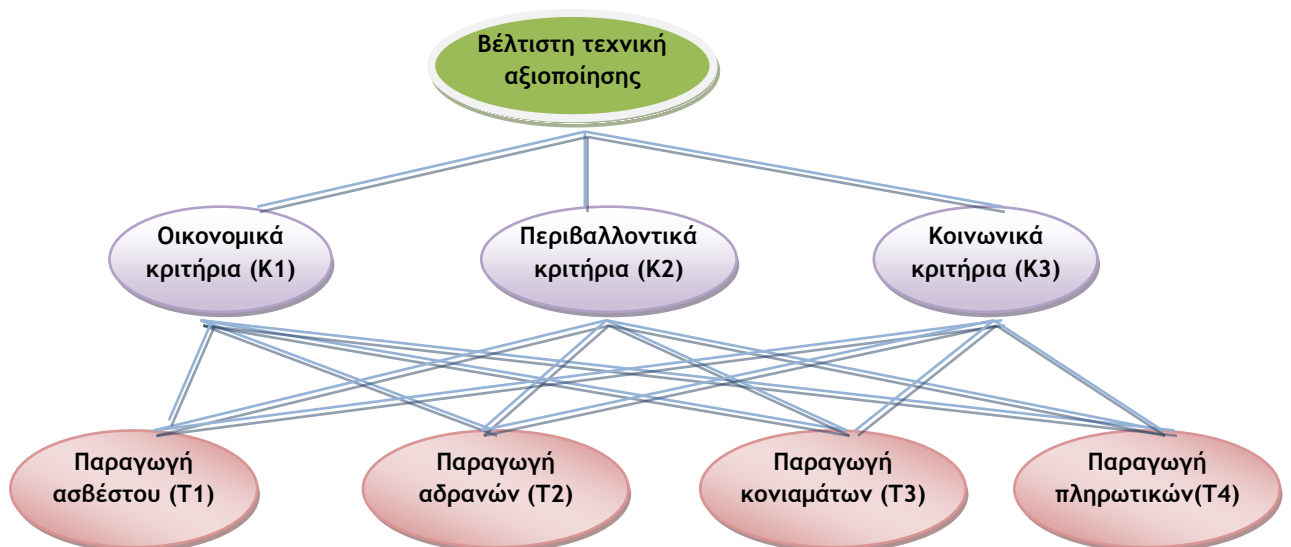 Βέλτιστη τεχνική
αξιοποίησης
Οικονομικά
κριτήρια (Κ1)
Περιβαλλοντικά
κριτήρια (Κ2)
Κοινωνικά
κριτήρια (Κ3)
Παραγωγή
ασβέστου (Τ1)
Παραγωγή
αδρανών (Τ2)
Παραγωγή
κονιαμάτων (Τ3)
Παραγωγή
πληρωτικών(Τ4)